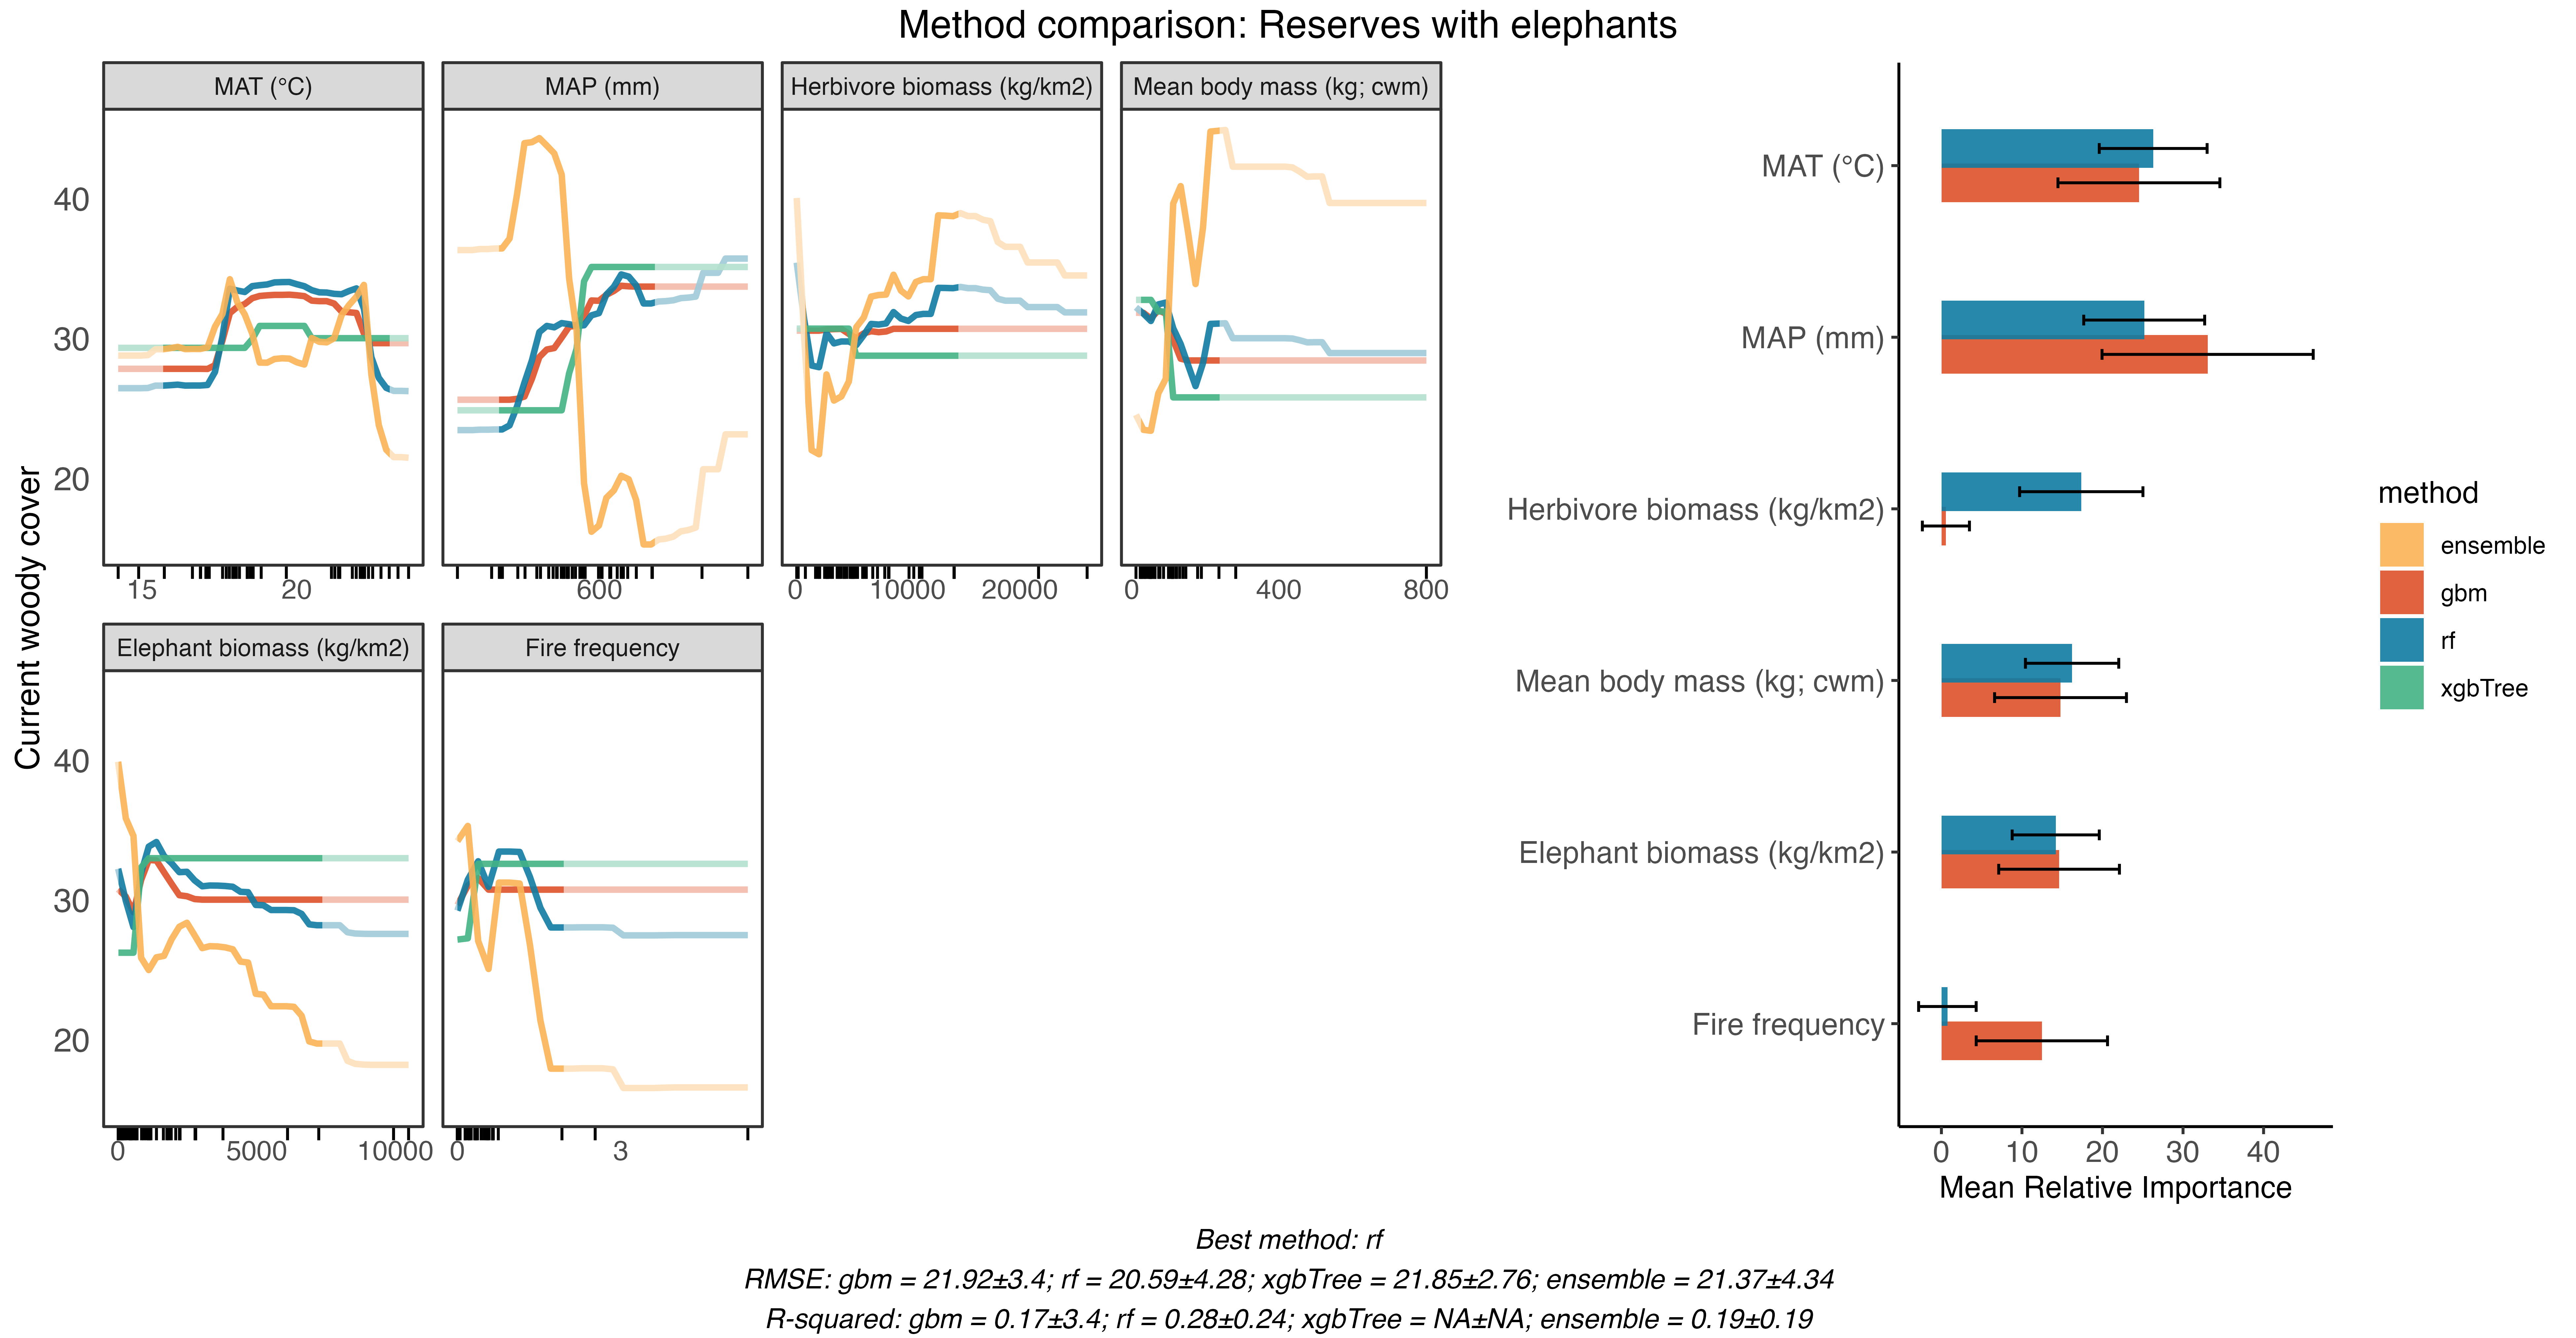 Method comparison: Reserves with elephants
MAT (°C)
MAP (mm)
Herbivore biomass (kg/km2)
Mean body mass (kg; cwm)
40
30
20
15
20
600
0
10000
20000
0
400
800
Elephant biomass (kg/km2)
Fire frequency
40
30
20
0
5000
10000
0
3
Current woody cover
MAT (°C)
MAP (mm)
Herbivore biomass (kg/km2)
Mean body mass (kg; cwm)
Elephant biomass (kg/km2)
Fire frequency
0
10
20
30
40
Mean Relative Importance
method
ensemble
gbm
rf
xgbTree
Best method: rf
RMSE: gbm = 21.92±3.4; rf = 20.59±4.28; xgbTree = 21.85±2.76; ensemble = 21.37±4.34
R-squared: gbm = 0.17±3.4; rf = 0.28±0.24; xgbTree = NA±NA; ensemble = 0.19±0.19